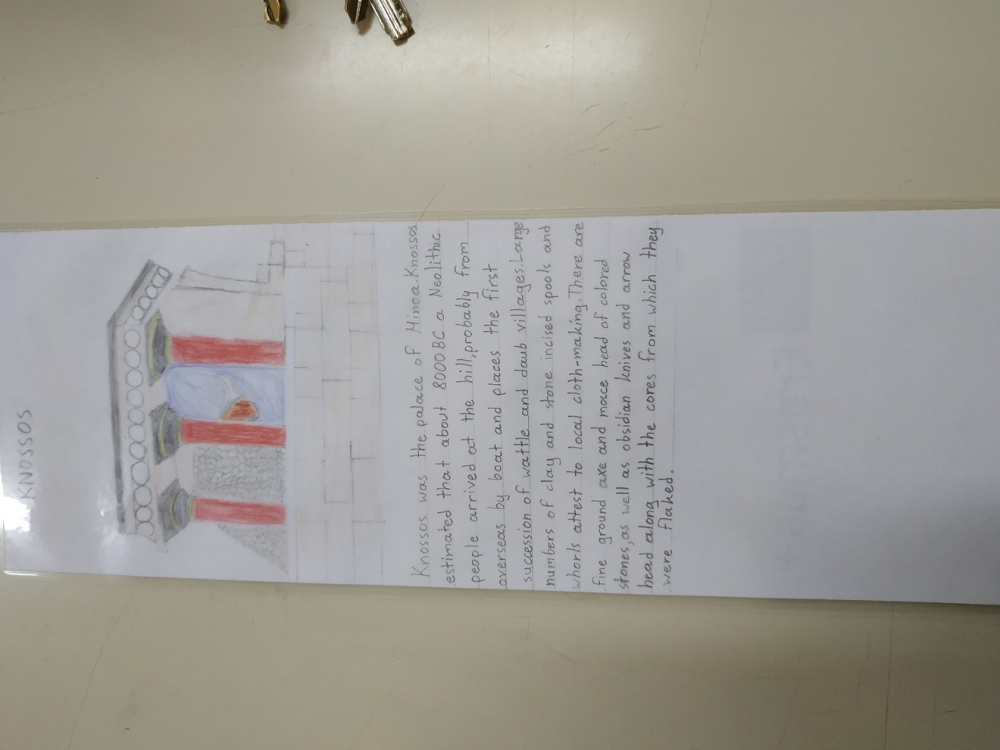 KNOSSOS
Knossos was the palace of Minoa.Knossos
estimated that about 8000BC a Neolithic
people arrived at the hill,probably from
overseas by boat and places the first
succession of wattle and daub villages.Large
numbers of clay and stone incised spools and
whorls attest to local cloth-making.There are
fine ground axe and mace head of colored
stones,as well as obsidian knives and arrow
head along with the cores from which they
were flaked.